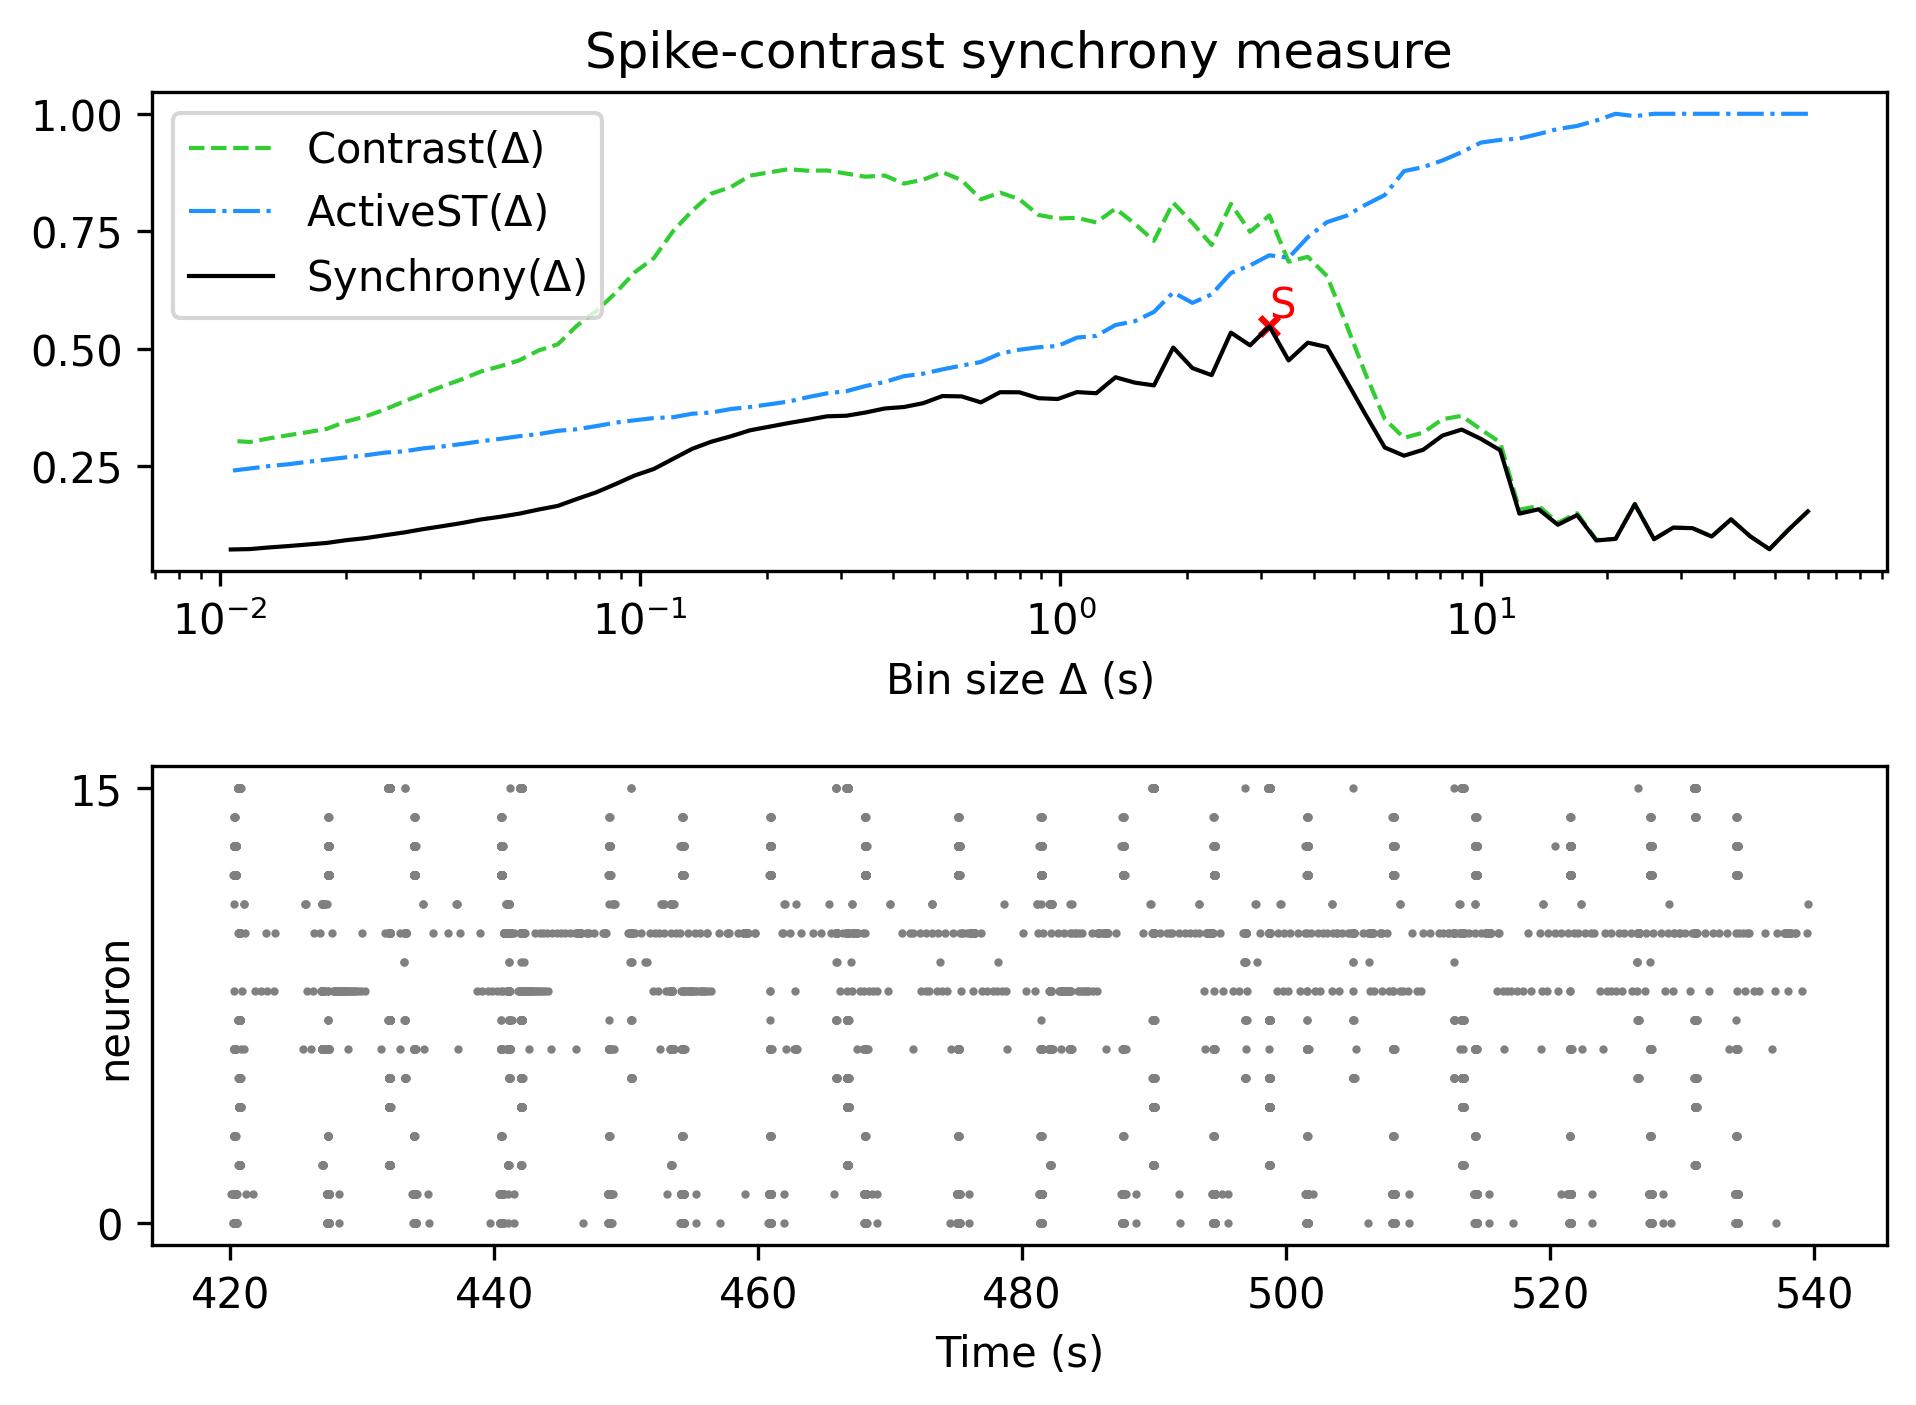 Spike-contrast synchrony measure
1.00
0.75
0.50
0.25
Contrast(Δ)
ActiveST(Δ)
Synchrony(Δ)
S
10⁻² 10⁻¹ 10⁰ 10¹
Bin size Δ (s)
15
0
neuron
420 440 460 480 500 520 540
Time (s)